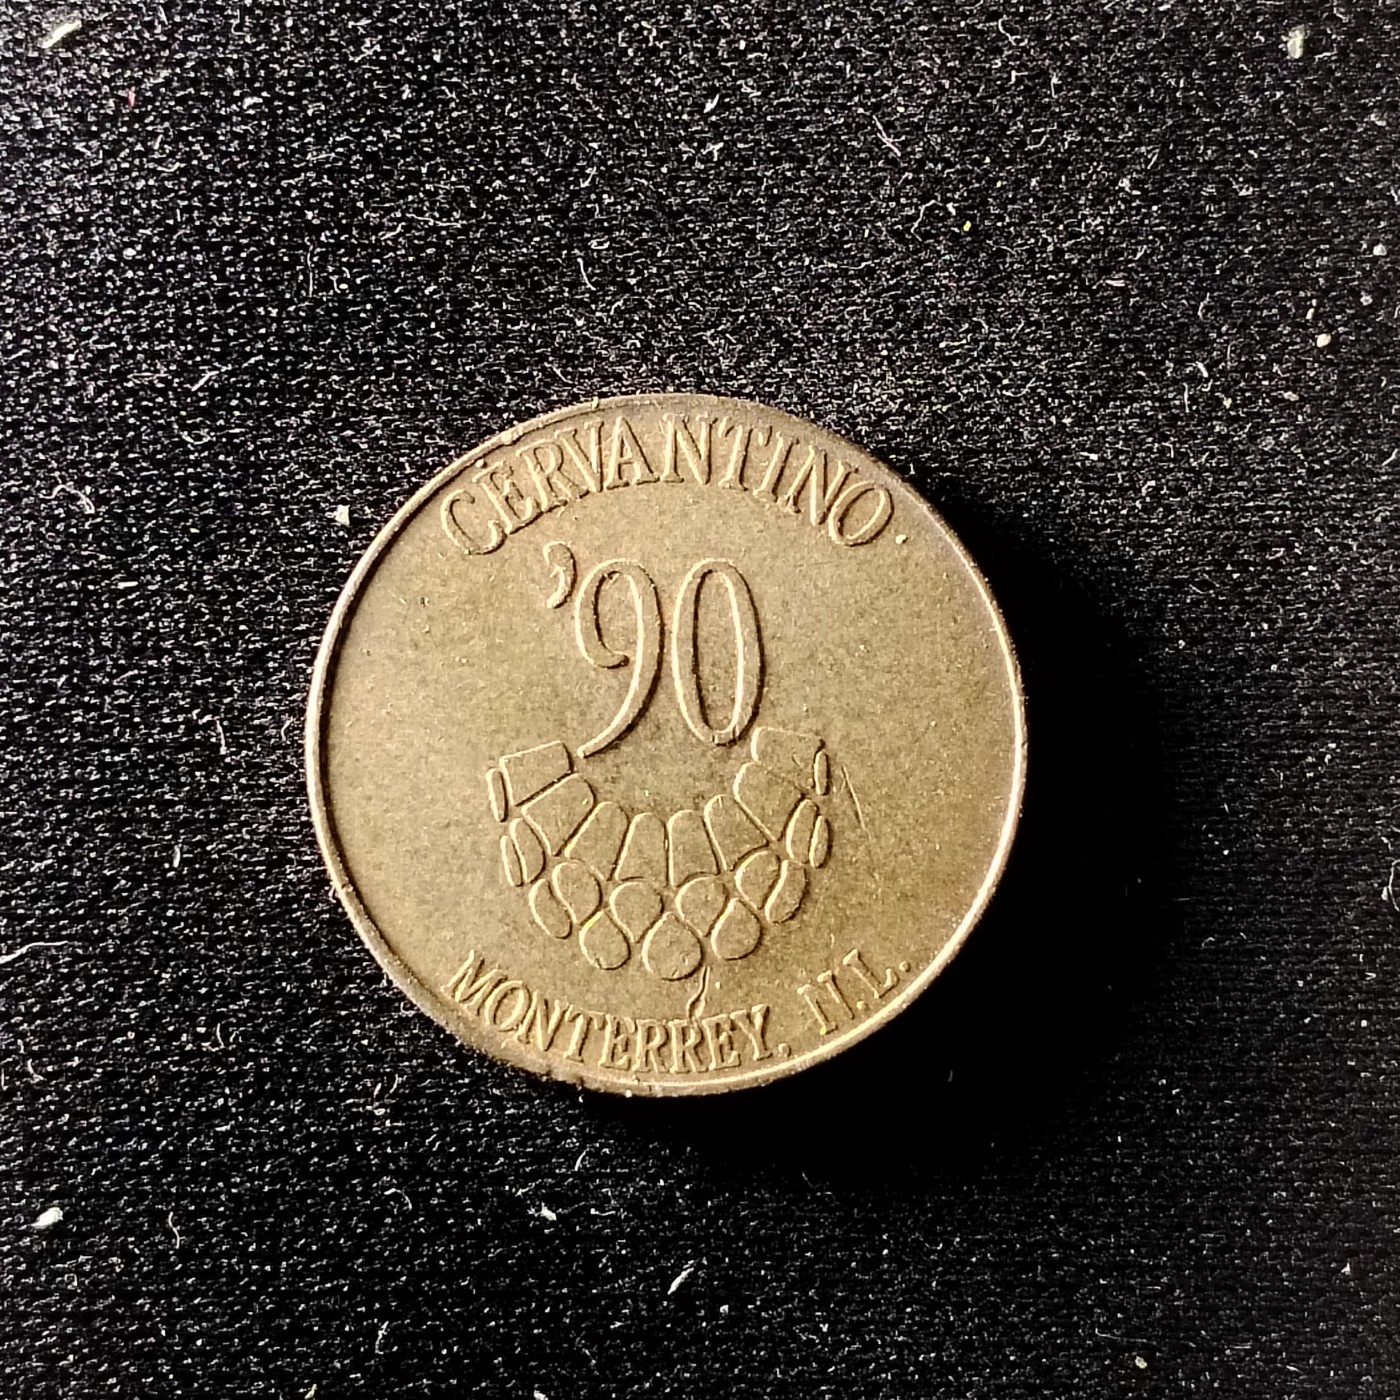 CERVANTINO
'90
MONTERREY, N.L.